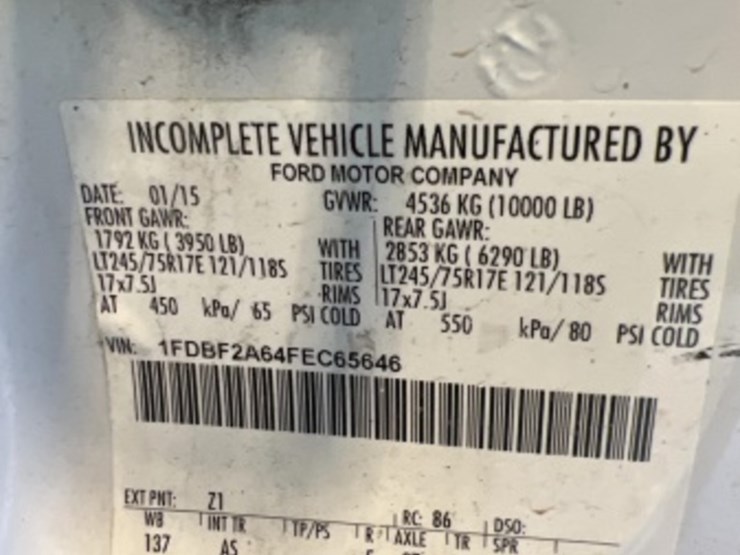 INCOMPLETE VEHICLE MANUFACTURED BY
FORD MOTOR COMPANY
DATE: 01/15 GVWR: 4536 KG (10000 LB)
FRONT GAWR: REAR GAWR:
1792 KG ( 3950 LB) WITH 2853 KG ( 6290 LB) WITH
LT245/75R17E 121/118S TIRES LT245/75R17E 121/118S TIRES
17x7.5J RIMS 17x7.5J RIMS
AT 450 kPa/ 65 PSI COLD AT 550 kPa/ 80 PSI COLD
VIN: 1FDBF2A64FEC65646
EXT PNT: Z1 RC: 86 DSO:
WB INT TR TP/PS R AXLE TR SPR
137 AS